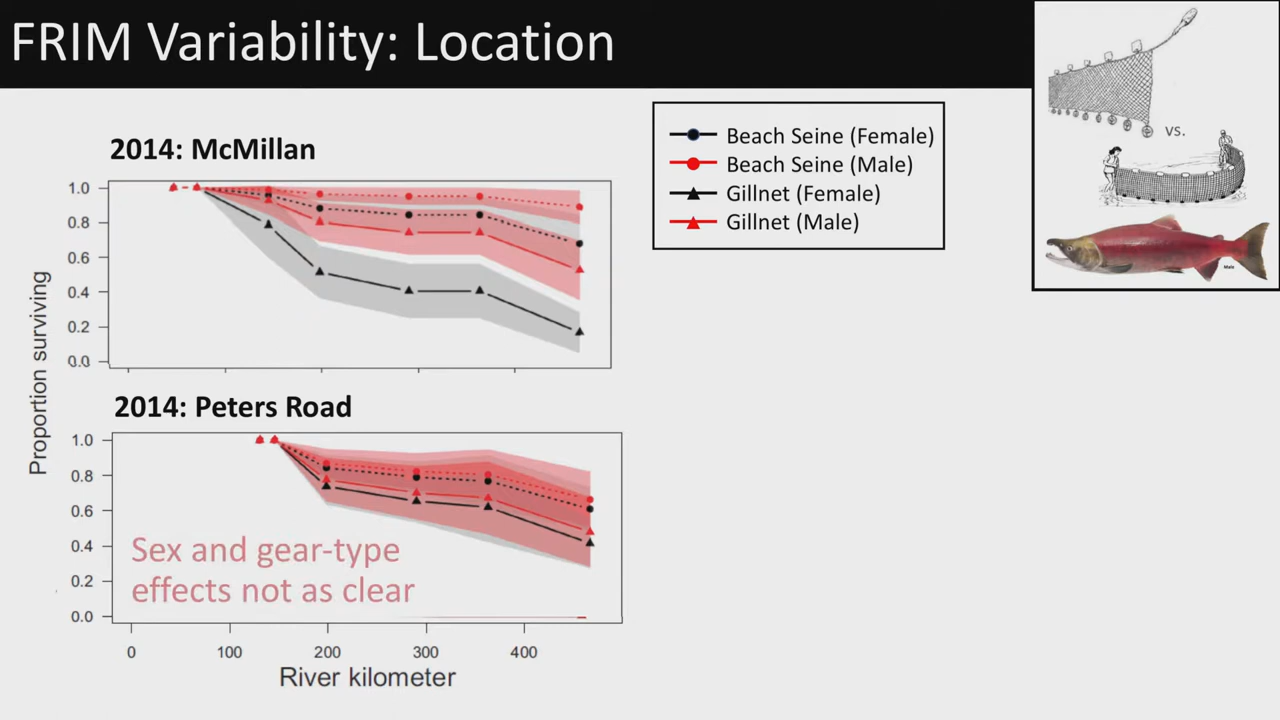 FRIM Variability: Location
vs.
Male
2014: McMillan
Beach Seine (Female)
Beach Seine (Male)
Gillnet (Female)
Gillnet (Male)
Proportion surviving
1.0
0.8
0.6
0.4
0.2
0.0
2014: Peters Road
1.0
0.8
0.6
0.4
0.2
0.0
Sex and gear-type
effects not as clear
0 100 200 300 400
River kilometer